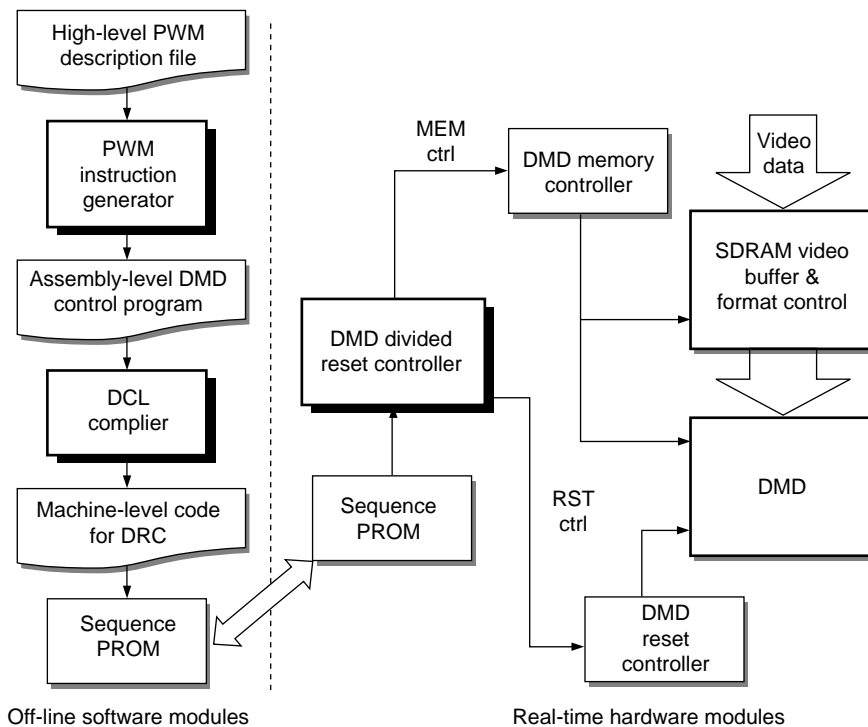 High-level PWM
description file
PWM
instruction
generator
Assembly-level DMD
control program
DCL
complier
Machine-level code
for DRC
Sequence
PROM
Off-line software modules
MEM
ctrl
DMD memory
controller
Video
data
SDRAM video
buffer &
format control
DMD divided
reset controller
DMD
Sequence
PROM
RST
ctrl
DMD
reset
controller
Real-time hardware modules